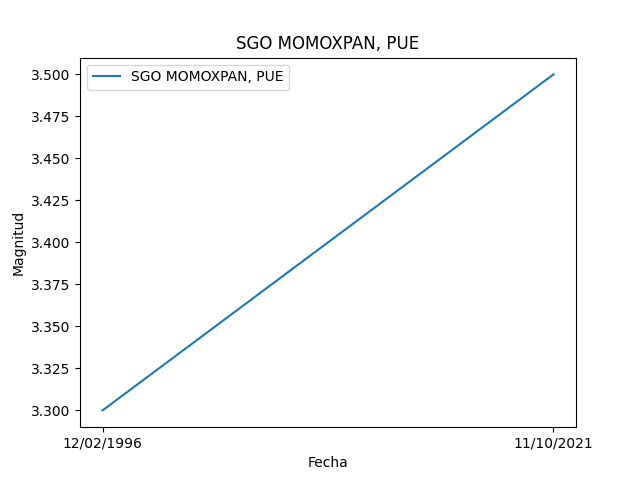 SGO MOMOXPAN, PUE
SGO MOMOXPAN, PUE
3.500
3.475
3.450
3.425
3.400
3.375
3.350
3.325
3.300
Magnitud
12/02/1996
11/10/2021
Fecha